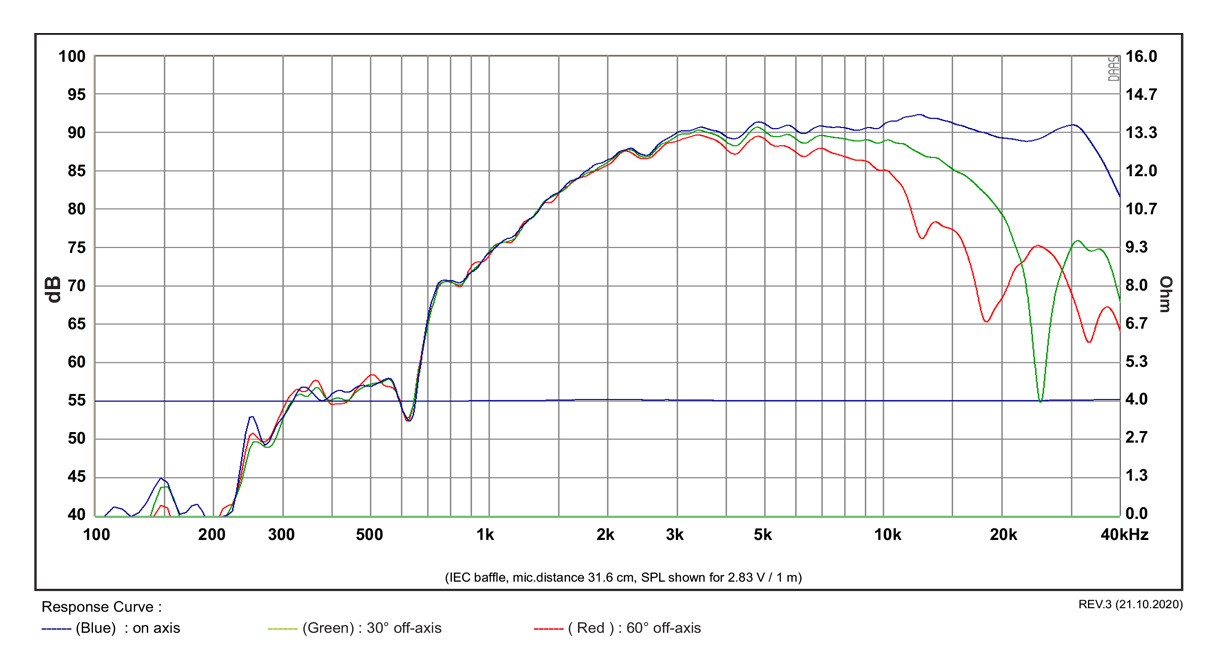 100 16.0
DAAS
95 14.7
90 13.3
85 12.0
80 10.7
75 9.3
70 8.0
dB Ohm
65 6.7
60 5.3
55 4.0
50 2.7
45 1.3
40 0.0
100 200 300 500 1k 2k 3k 5k 10k 20k 40kHz
(IEC baffle, mic.distance 31.6 cm, SPL shown for 2.83 V / 1 m)
Response Curve : REV.3 (21.10.2020)
------ (Blue) : on axis ------ (Green) : 30° off-axis ------ ( Red ) : 60° off-axis